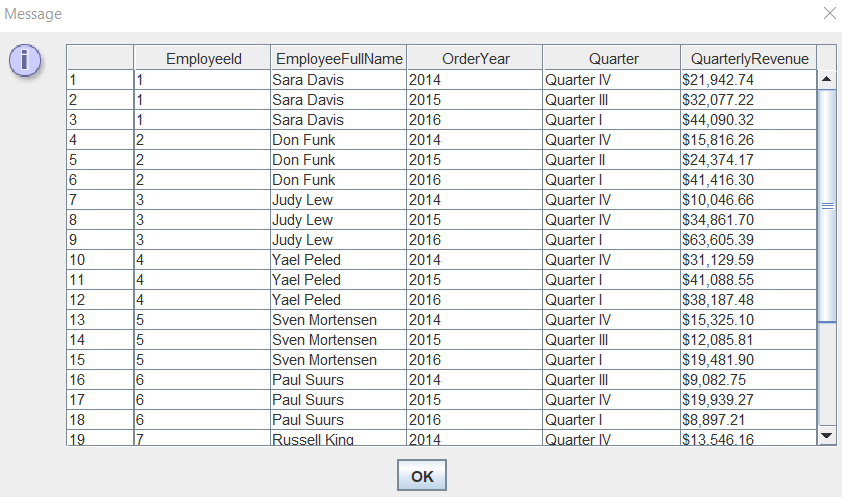 Message
EmployeeId EmployeeFullName OrderYear Quarter QuarterlyRevenue
1 1 Sara Davis 2014 Quarter IV $21,942.74
2 1 Sara Davis 2015 Quarter III $32,077.22
3 1 Sara Davis 2016 Quarter I $44,090.32
4 2 Don Funk 2014 Quarter IV $15,816.26
5 2 Don Funk 2015 Quarter II $24,374.17
6 2 Don Funk 2016 Quarter I $41,416.30
7 3 Judy Lew 2014 Quarter IV $10,046.66
8 3 Judy Lew 2015 Quarter IV $34,861.70
9 3 Judy Lew 2016 Quarter I $63,605.39
10 4 Yael Peled 2014 Quarter IV $31,129.59
11 4 Yael Peled 2015 Quarter I $41,088.55
12 4 Yael Peled 2016 Quarter I $38,187.48
13 5 Sven Mortensen 2014 Quarter IV $15,325.10
14 5 Sven Mortensen 2015 Quarter III $12,085.81
15 5 Sven Mortensen 2016 Quarter I $19,481.90
16 6 Paul Suurs 2014 Quarter III $9,082.75
17 6 Paul Suurs 2015 Quarter IV $19,939.27
18 6 Paul Suurs 2016 Quarter I $8,897.21
19 7 Russell King 2014 Quarter IV $13,546.16
OK